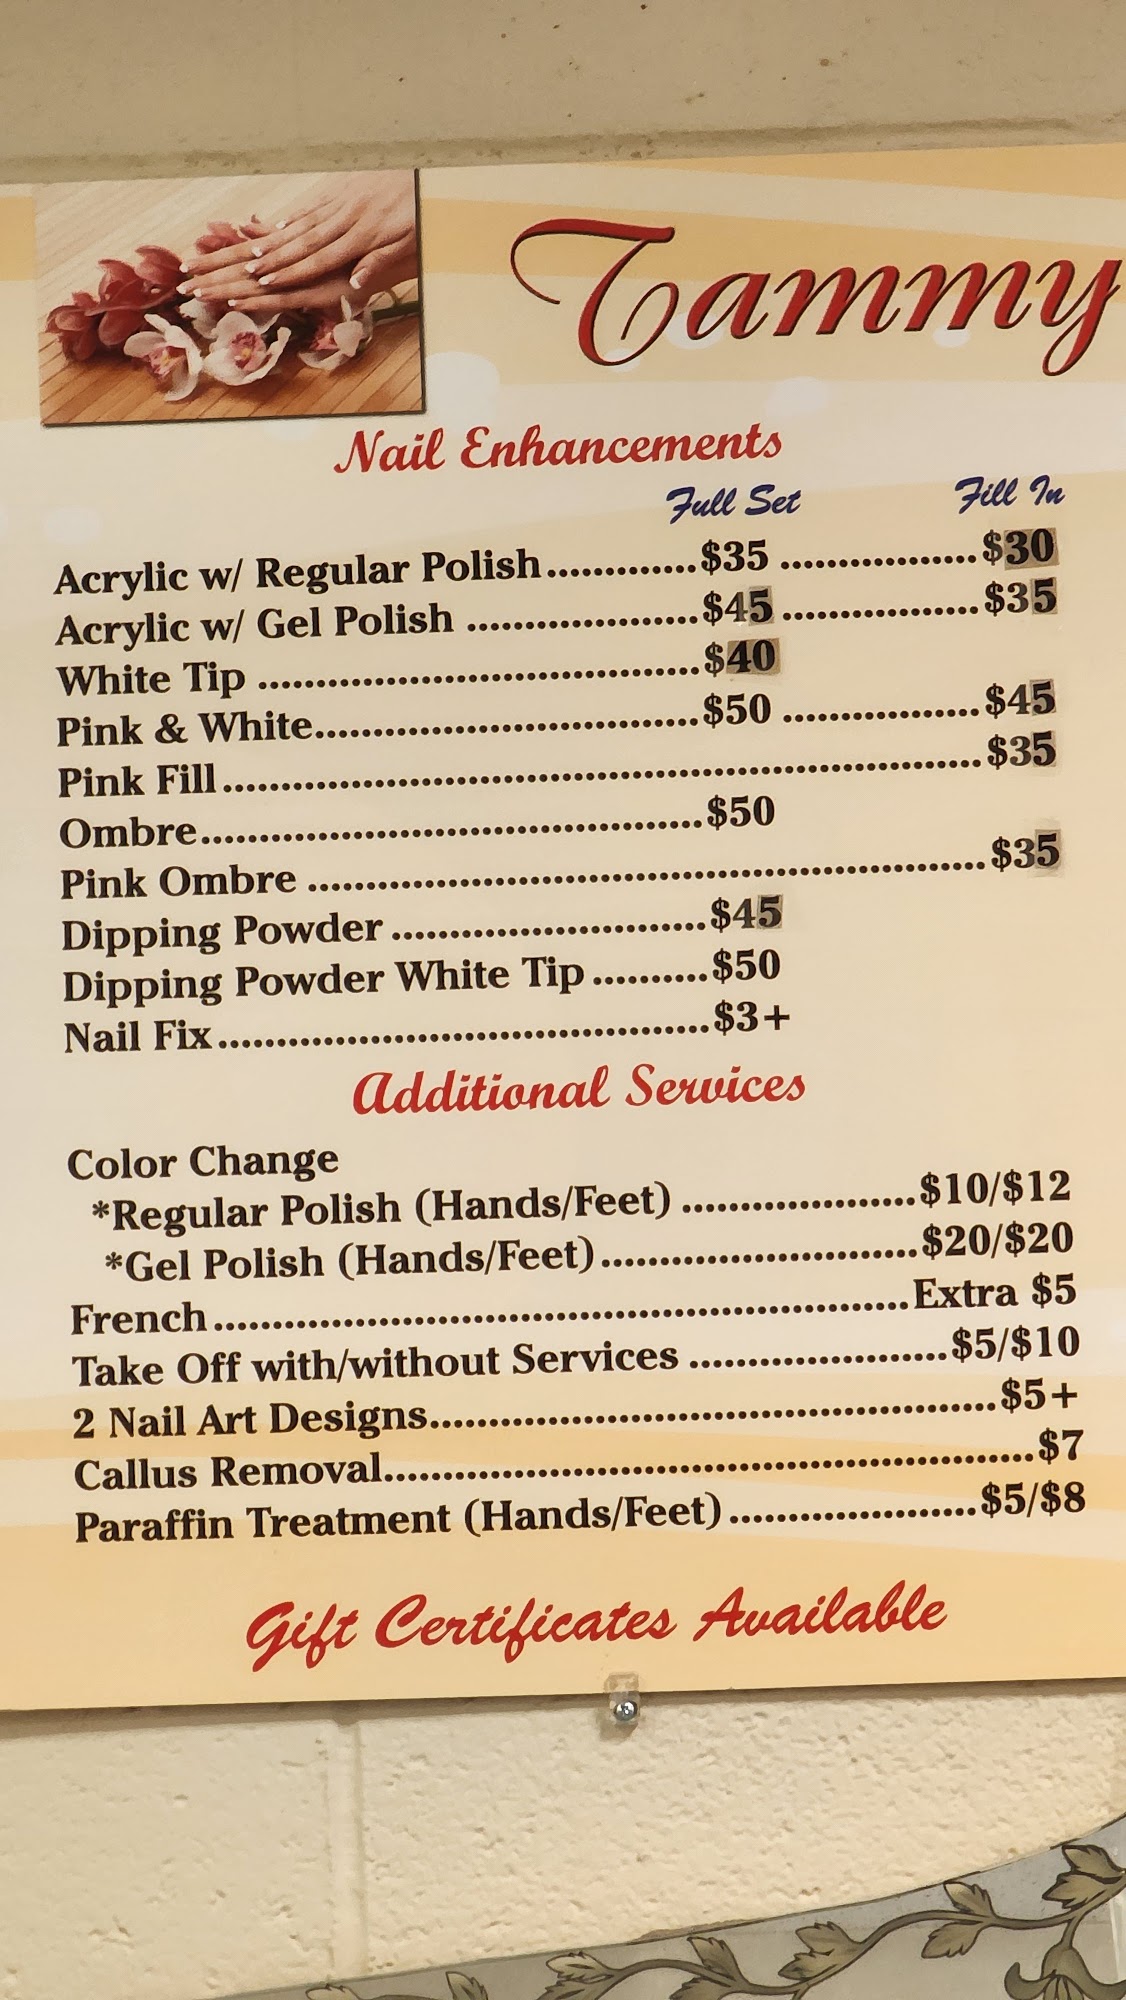 Tammy
Nail Enhancements
Full Set Fill In
Acrylic w/ Regular Polish.............$35 .................$30
Acrylic w/ Gel Polish ....................$45 .................$35
White Tip ......................................$40
Pink & White.................................$50 .................$45
Pink Fill.................................................................$35
Ombre...........................................$50
Pink Ombre ..........................................................$35
Dipping Powder ...........................$45
Dipping Powder White Tip ..........$50
Nail Fix..........................................$3+
Additional Services
Color Change
*Regular Polish (Hands/Feet) ....................$10/$12
*Gel Polish (Hands/Feet)...........................$20/$20
French............................................................Extra $5
Take Off with/without Services ......................$5/$10
2 Nail Art Designs.................................................$5+
Callus Removal........................................................$7
Paraffin Treatment (Hands/Feet).....................$5/$8
Gift Certificates Available